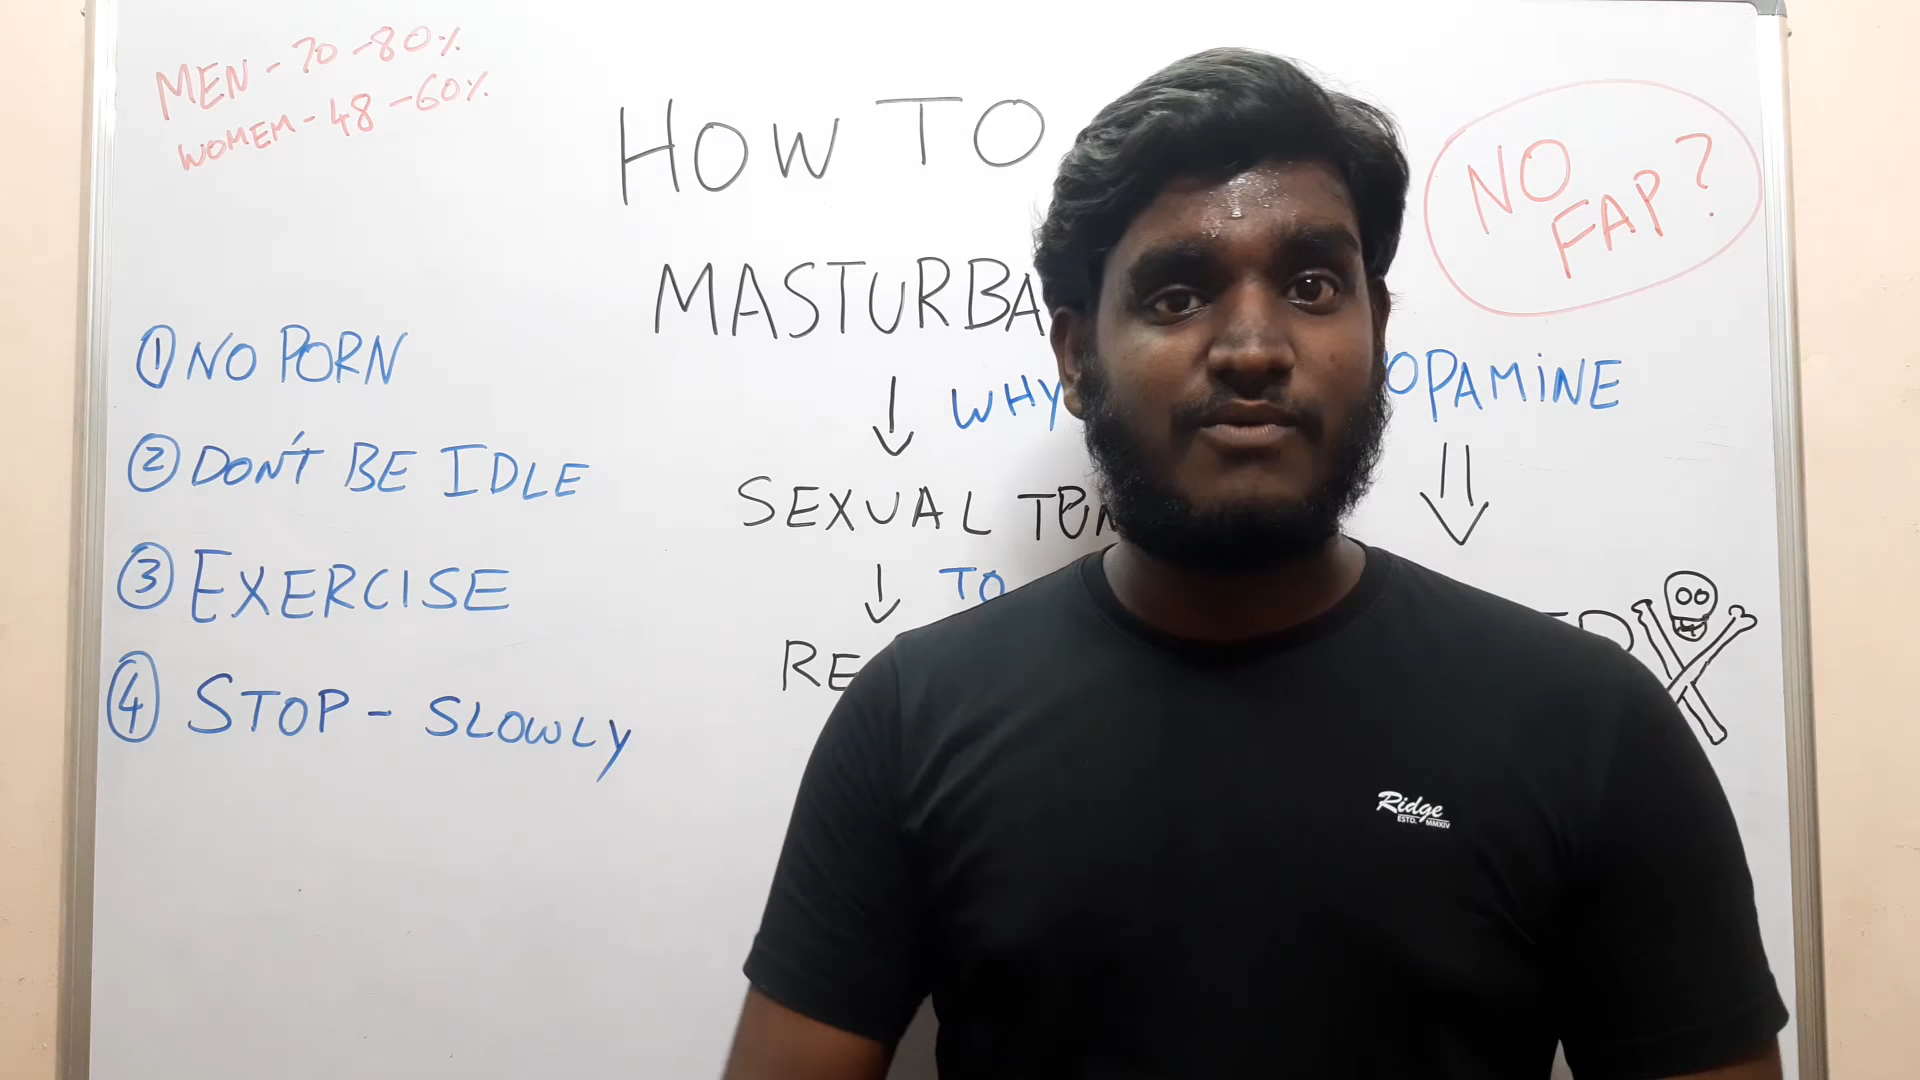 MEN - 70 - 80%
WOMEM - 48 - 60%
HOW TO
NO
FAP?
MASTURBA
① NO PORN
② DON'T BE IDLE
③ EXERCISE
④ STOP - SLOWLY
WHY
OPAMINE
SEXUAL
TO
RE
Ridge
ESTD. MMXIV